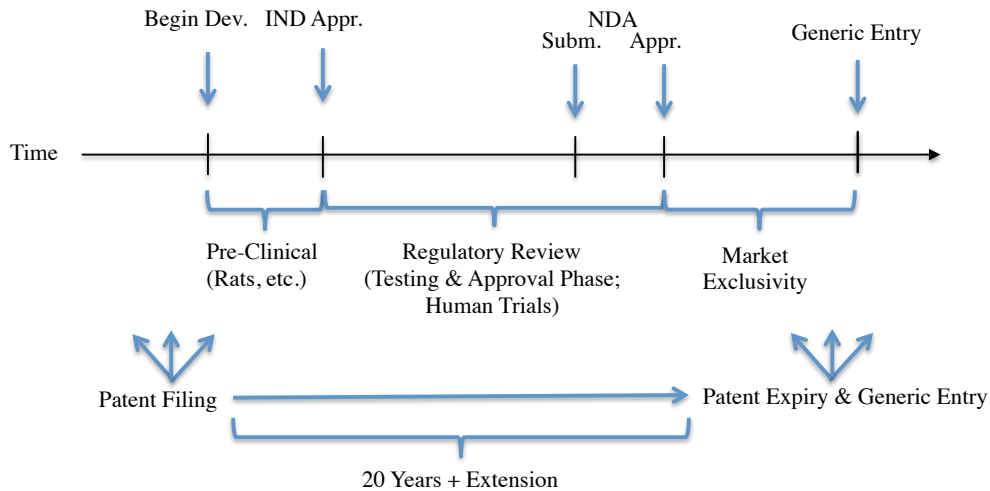 Begin Dev.
IND Appr.
NDA
Subm.
Appr.
Generic Entry
Time
Pre-Clinical
(Rats, etc.)
Regulatory Review
(Testing & Approval Phase;
Human Trials)
Market
Exclusivity
Patent Filing
Patent Expiry & Generic Entry
20 Years + Extension